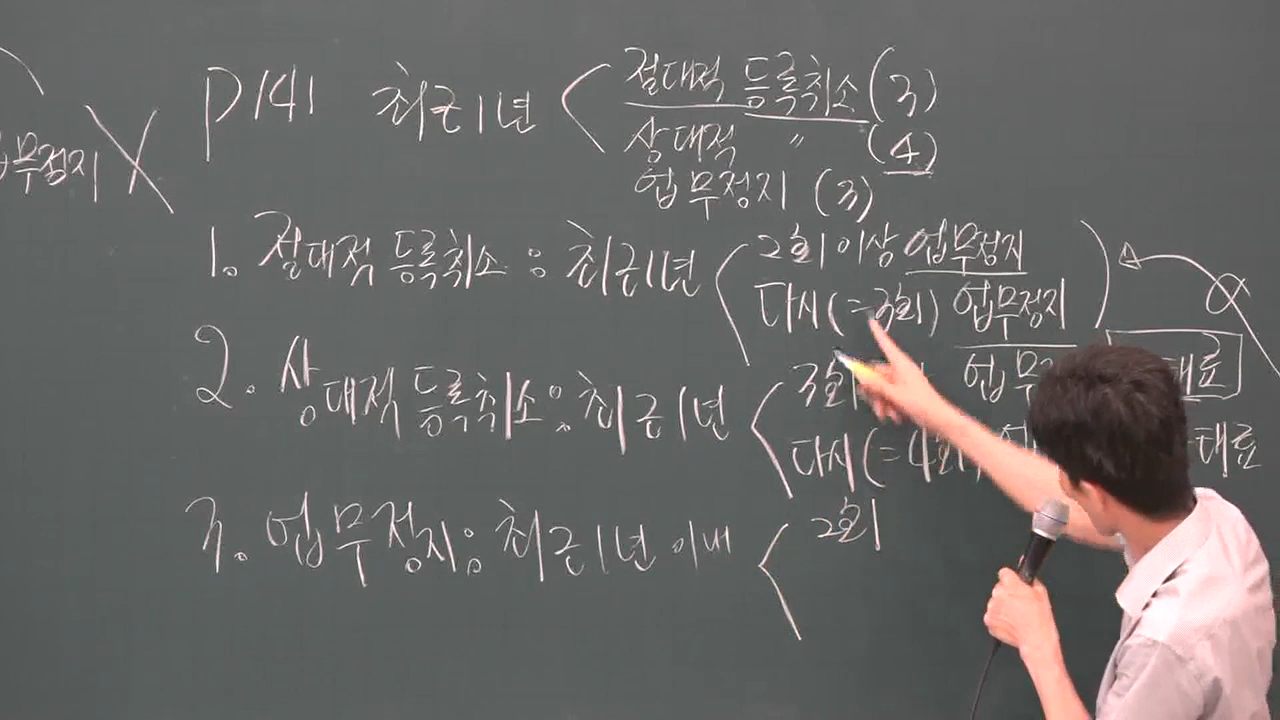 업무정지
P141 최근1년 절대적 등록취소 (3)
상대적 〃 (4)
업무정지 (3)
1. 절대적 등록취소 : 최근1년 2회 이상 업무정지
다시 (=3회) 업무정지
2. 상대적 등록취소 : 최근1년 3회
다시 (=4회)
3. 업무정지 : 최근1년 이내 2회